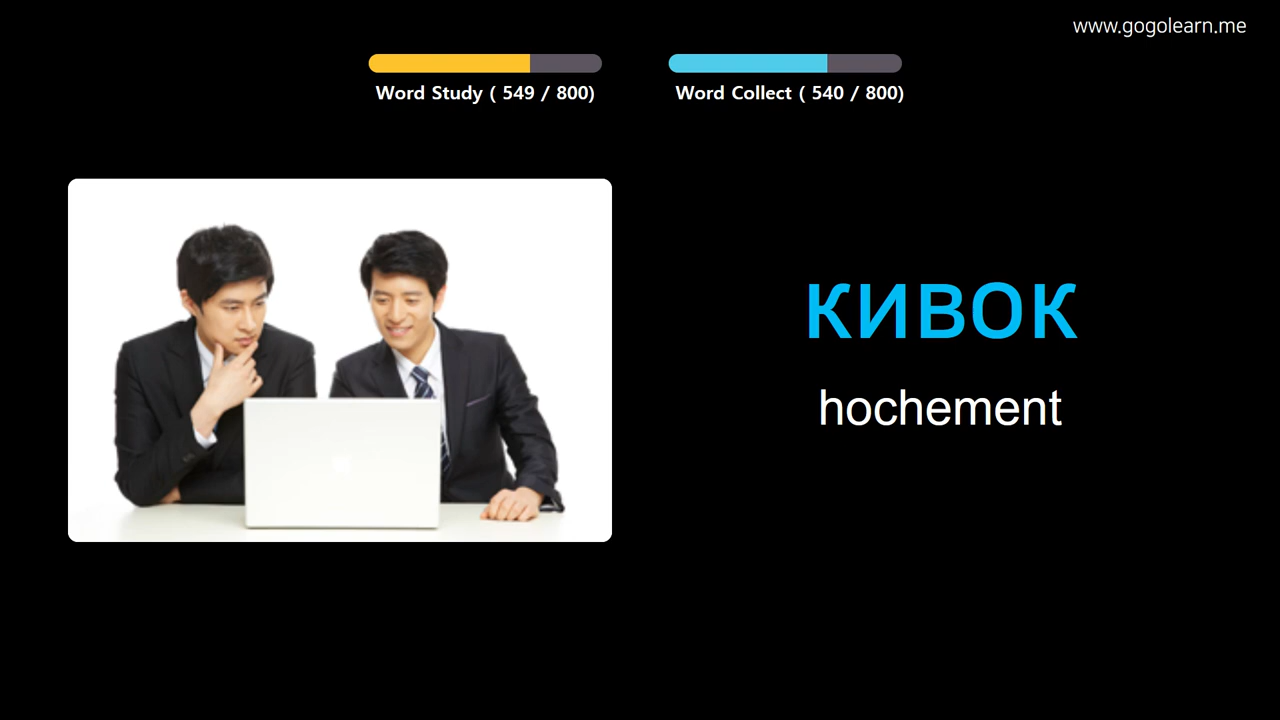 www.gogolearn.me
Word Study ( 549 / 800)
Word Collect ( 540 / 800)
кивок
hochement